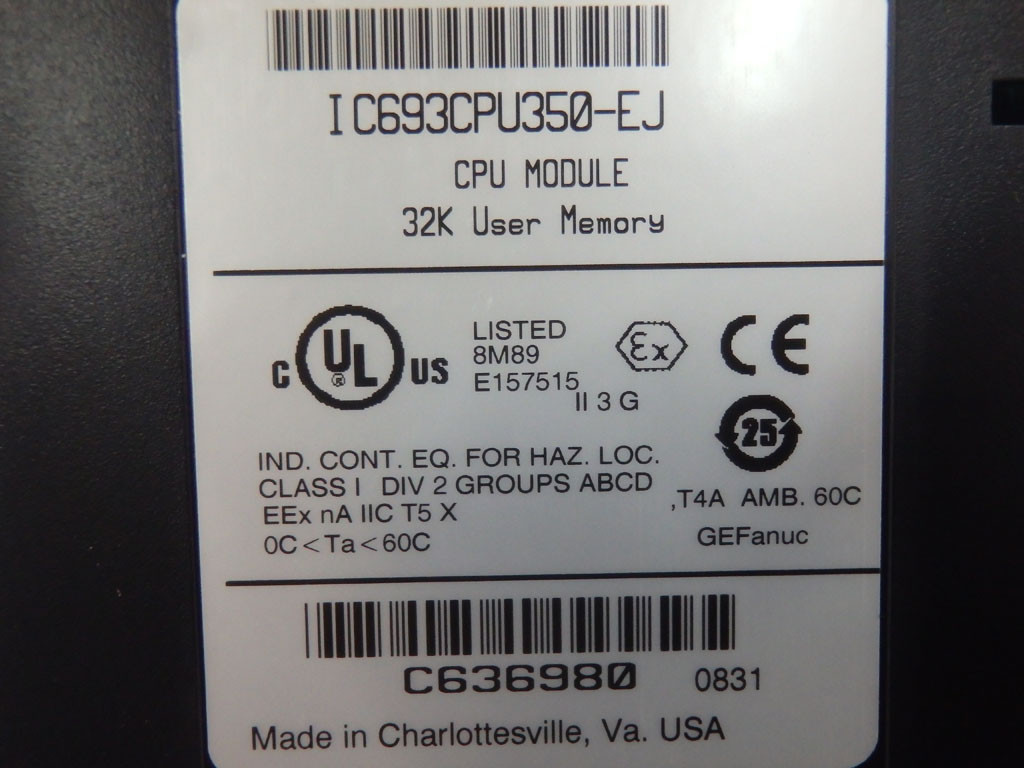 IC693CPU350-EJ
CPU MODULE
32K User Memory
C UL ® US
LISTED
8M89
E157515
II 3 G
Ex
CE
25
IND. CONT. EQ. FOR HAZ. LOC.
CLASS I DIV 2 GROUPS ABCD ,T4A AMB. 60C
EEx nA IIC T5 X
0C<Ta<60C
GEFanuc
C636980 0831
Made in Charlottesville, Va. USA